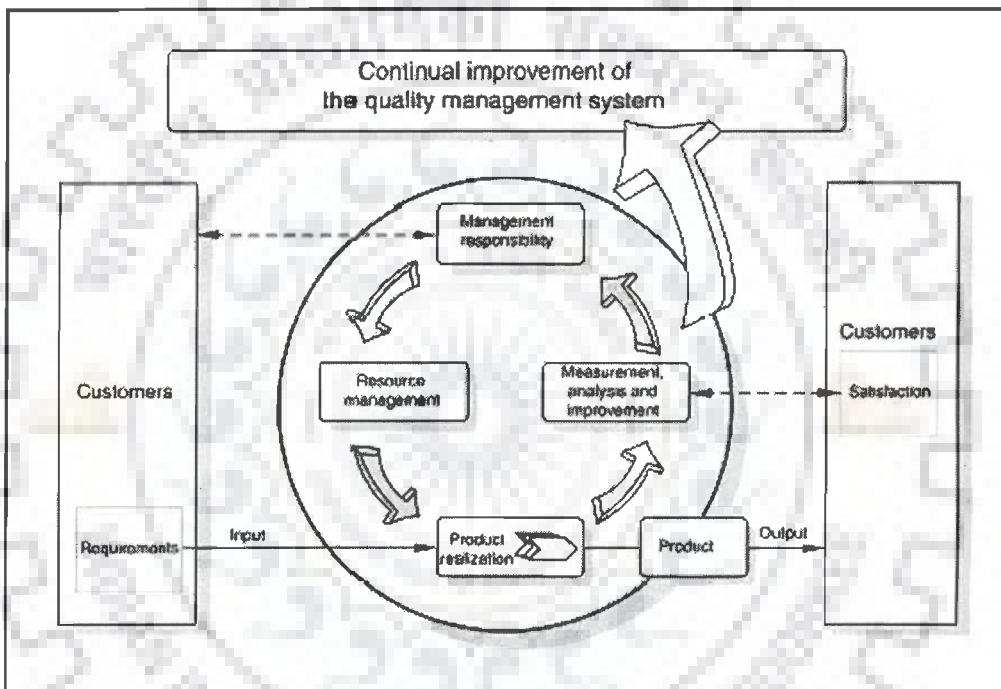 Continual improvement of
the quality management system
Management
responsibility
Customers
Resource
management
Measurement,
analysis and
improvement
Customers
Satisfaction
Requirements
Input
Product
realization
Product
Output